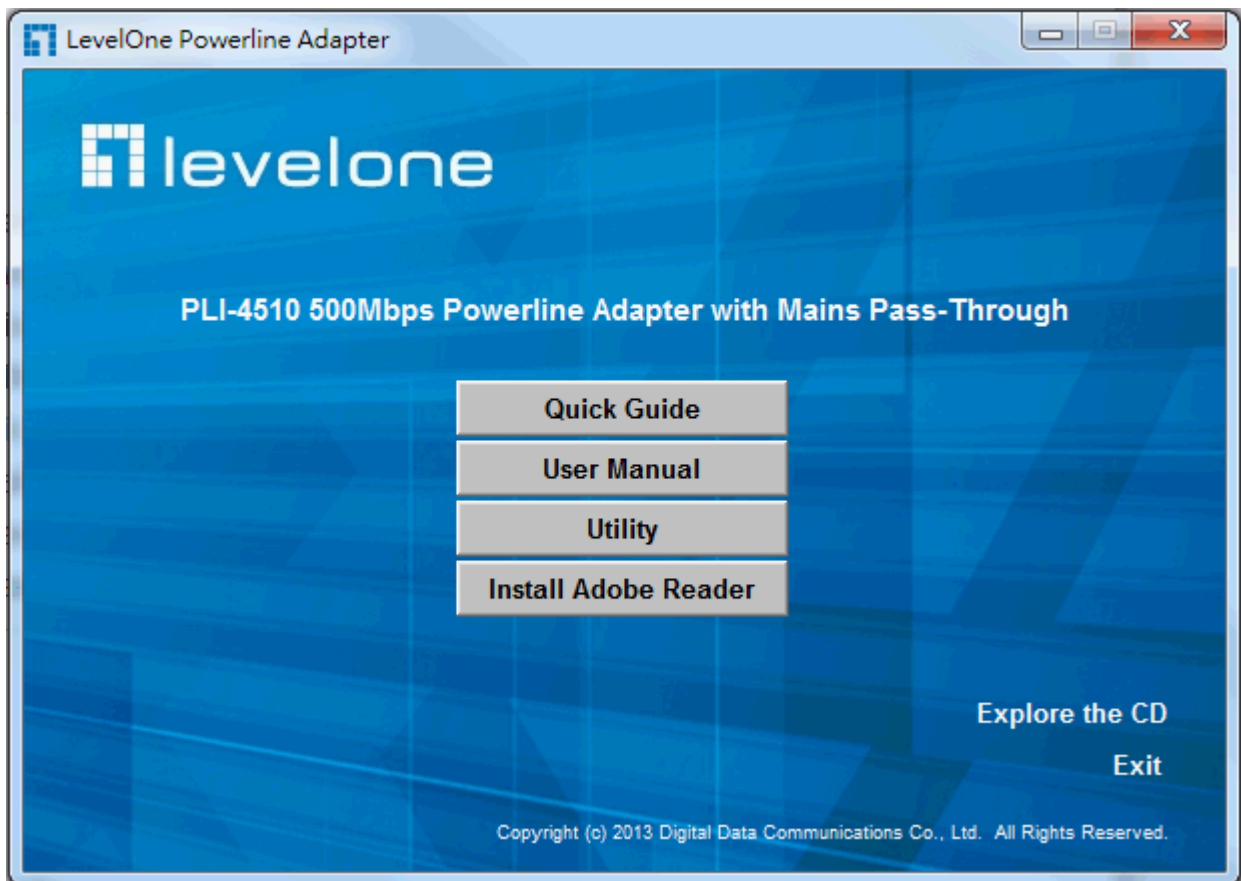 LevelOne Powerline Adapter
levelone
PLI-4510 500Mbps Powerline Adapter with Mains Pass-Through
Quick Guide
User Manual
Utility
Install Adobe Reader
Explore the CD
Exit
Copyright (c) 2013 Digital Data Communications Co., Ltd.  All Rights Reserved.